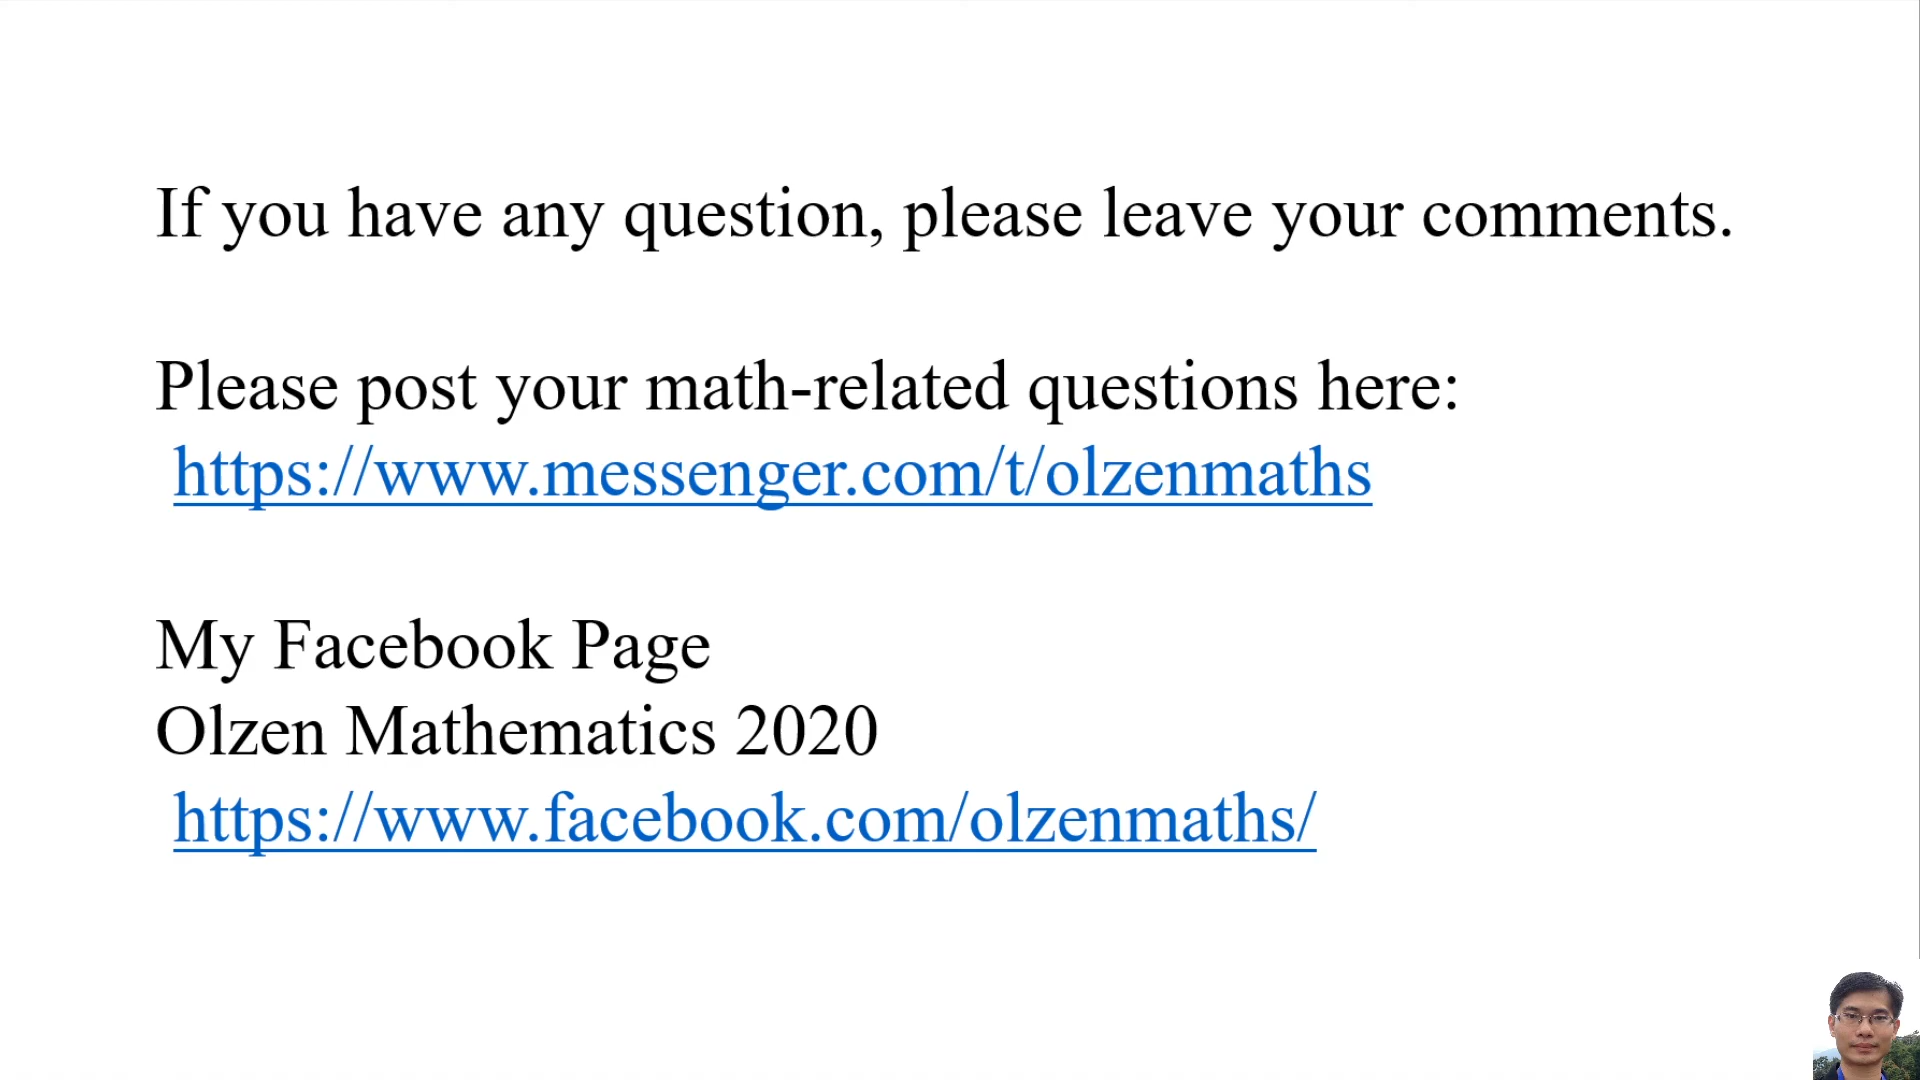 If you have any question, please leave your comments.
Please post your math-related questions here:
https://www.messenger.com/t/olzenmaths
My Facebook Page
Olzen Mathematics 2020
https://www.facebook.com/olzenmaths/